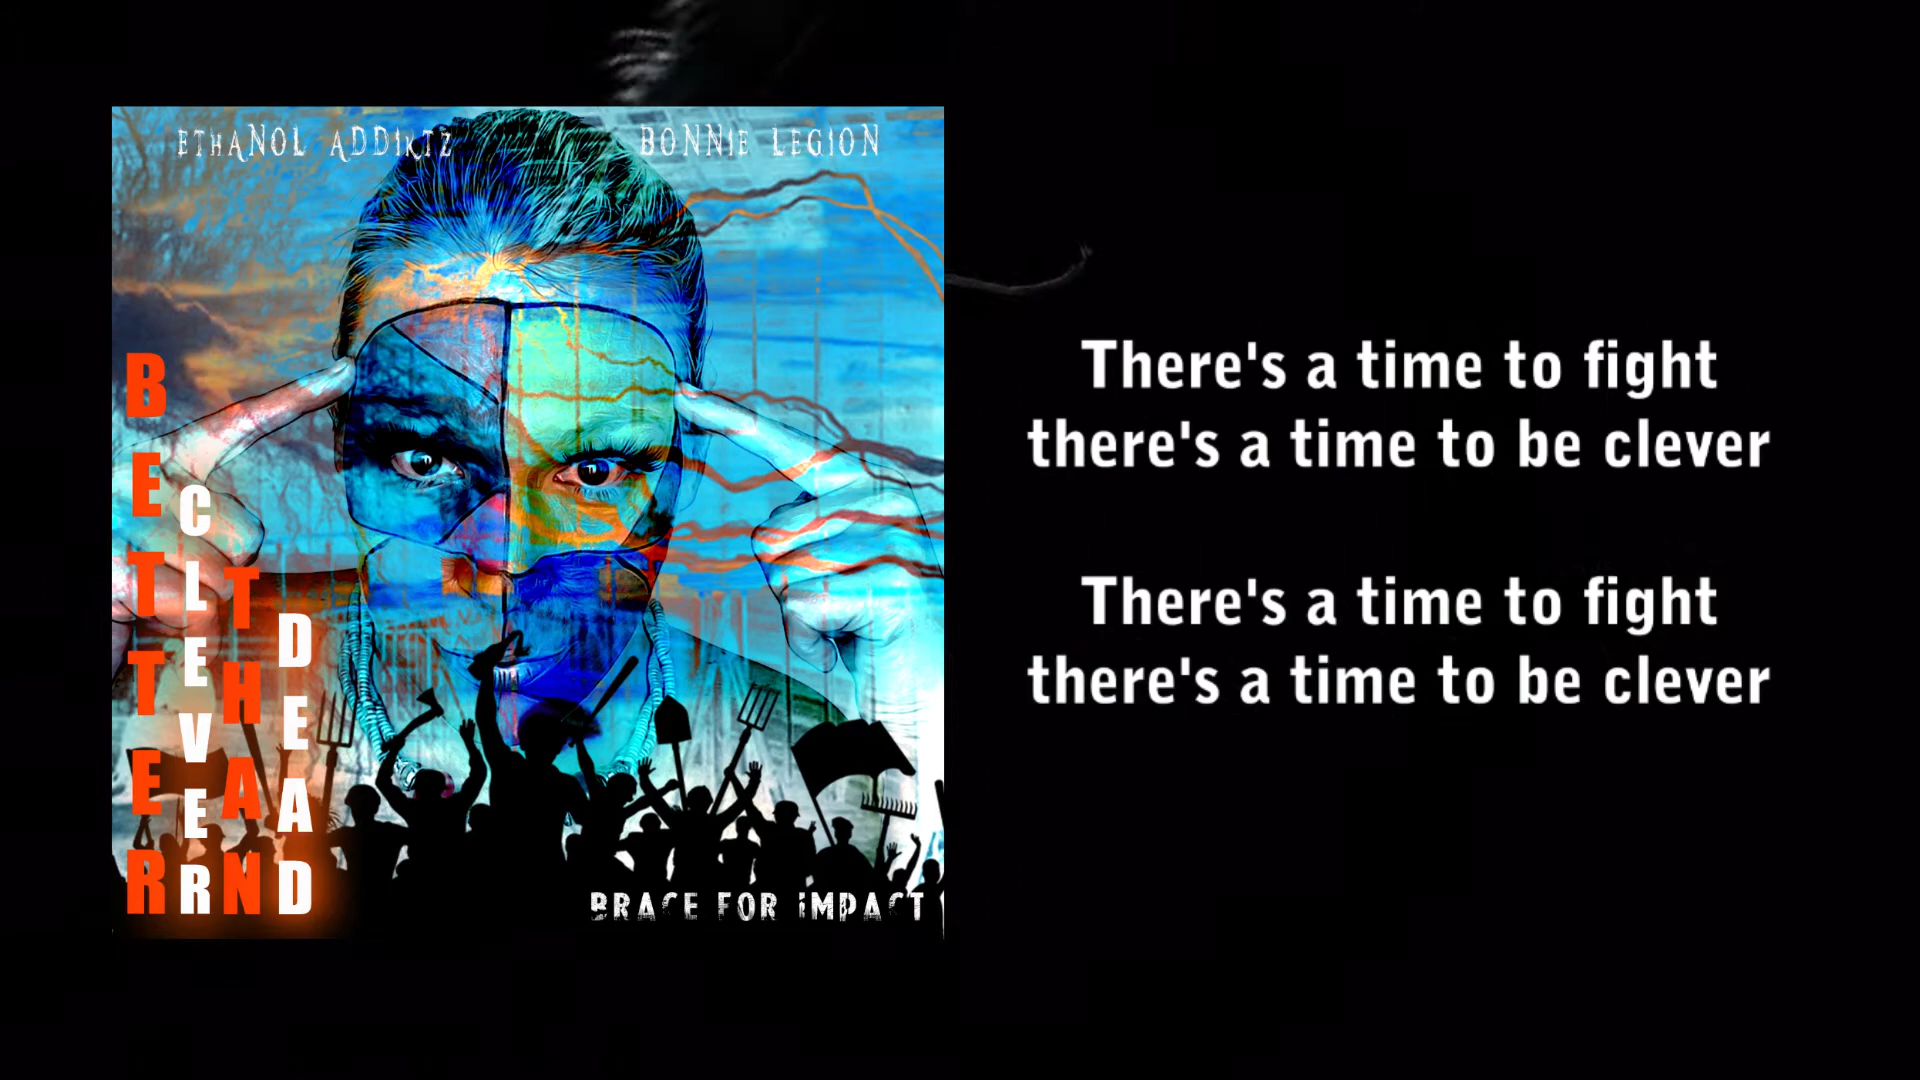 ETHANOL ADDIKTZ
BONNIE LEGION
BETTER
CLEVER
THAN
DEAD
BRACE FOR IMPACT
There's a time to fight
there's a time to be clever
There's a time to fight
there's a time to be clever